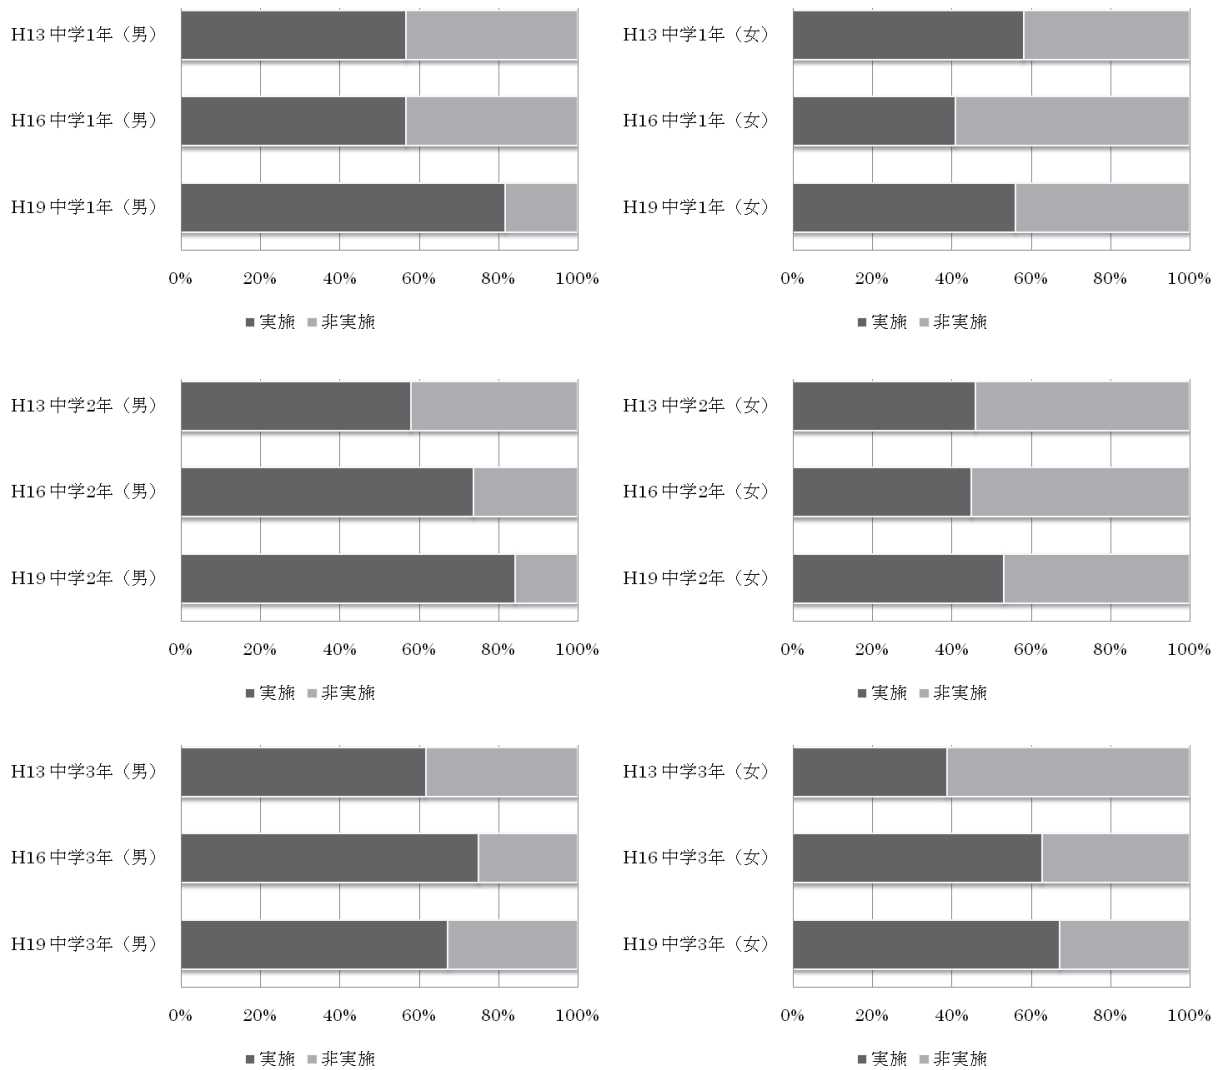 H13 中学1年（男）
H16 中学1年（男）
H19 中学1年（男）
0% 20% 40% 60% 80% 100%
■ 実施 ■ 非実施
H13 中学1年（女）
H16 中学1年（女）
H19 中学1年（女）
0% 20% 40% 60% 80% 100%
■ 実施 ■ 非実施
H13 中学2年（男）
H16 中学2年（男）
H19 中学2年（男）
0% 20% 40% 60% 80% 100%
■ 実施 ■ 非実施
H13 中学2年（女）
H16 中学2年（女）
H19 中学2年（女）
0% 20% 40% 60% 80% 100%
■ 実施 ■ 非実施
H13 中学3年（男）
H16 中学3年（男）
H19 中学3年（男）
0% 20% 40% 60% 80% 100%
■ 実施 ■ 非実施
H13 中学3年（女）
H16 中学3年（女）
H19 中学3年（女）
0% 20% 40% 60% 80% 100%
■ 実施 ■ 非実施